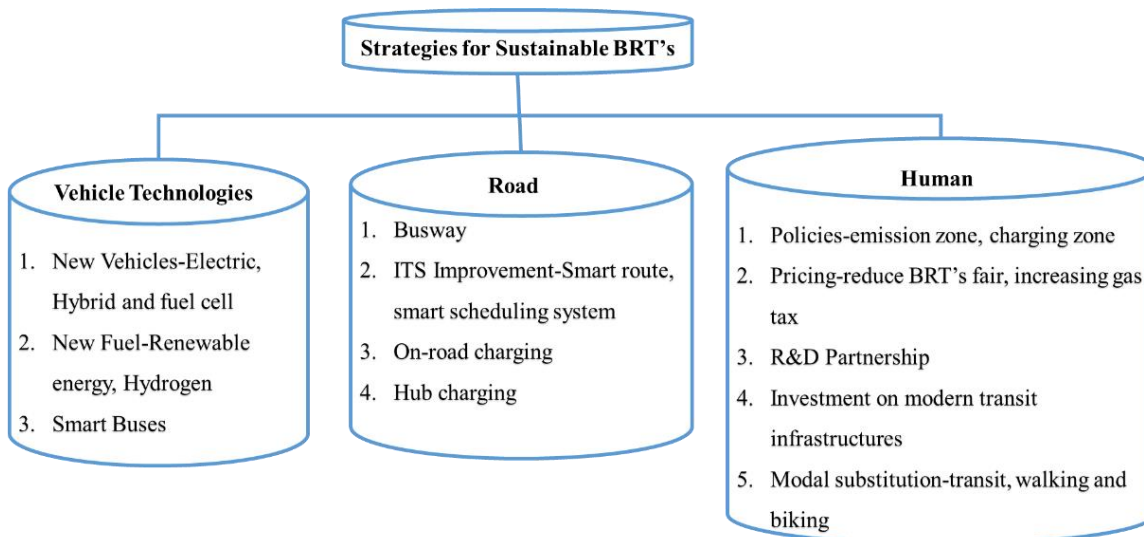 Strategies for Sustainable BRT's
Vehicle Technologies
1. New Vehicles-Electric,
Hybrid and fuel cell
2. New Fuel-Renewable
energy, Hydrogen
3. Smart Buses
Road
1. Busway
2. ITS Improvement-Smart route,
smart scheduling system
3. On-road charging
4. Hub charging
Human
1. Policies-emission zone, charging zone
2. Pricing-reduce BRT's fair, increasing gas
tax
3. R&D Partnership
4. Investment on modern transit
infrastructures
5. Modal substitution-transit, walking and
biking